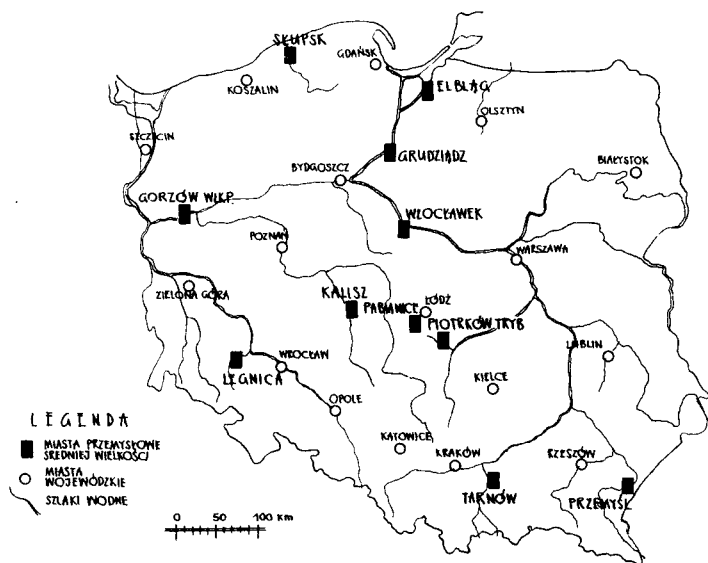 SŁUPSK
GDAŃSK
KOSZALIN
ELBLĄG
OLSZTYN
SZCZECIN
GRUDZIĄDZ
BIAŁYSTOK
BYDGOSZCZ
GORZÓW WLKP.
WŁOCŁAWEK
POZNAŃ
WARSZAWA
ZIELONA GÓRA
KALISZ
PABIANICE
ŁÓDŹ
PIOTRKÓW TRYB
LEGNICA
WROCŁAW
LUBLIN
KIELCE
OPOLE
KATOWICE
KRAKÓW
RZESZÓW
TARNÓW
PRZEMYŚL
LEGENDA
MIASTA PRZEMYSŁOWE
ŚREDNIEJ WIELKOŚCI
MIASTA
WOJEWÓDZKIE
SZLAKI WODNE
0 50 100 Km